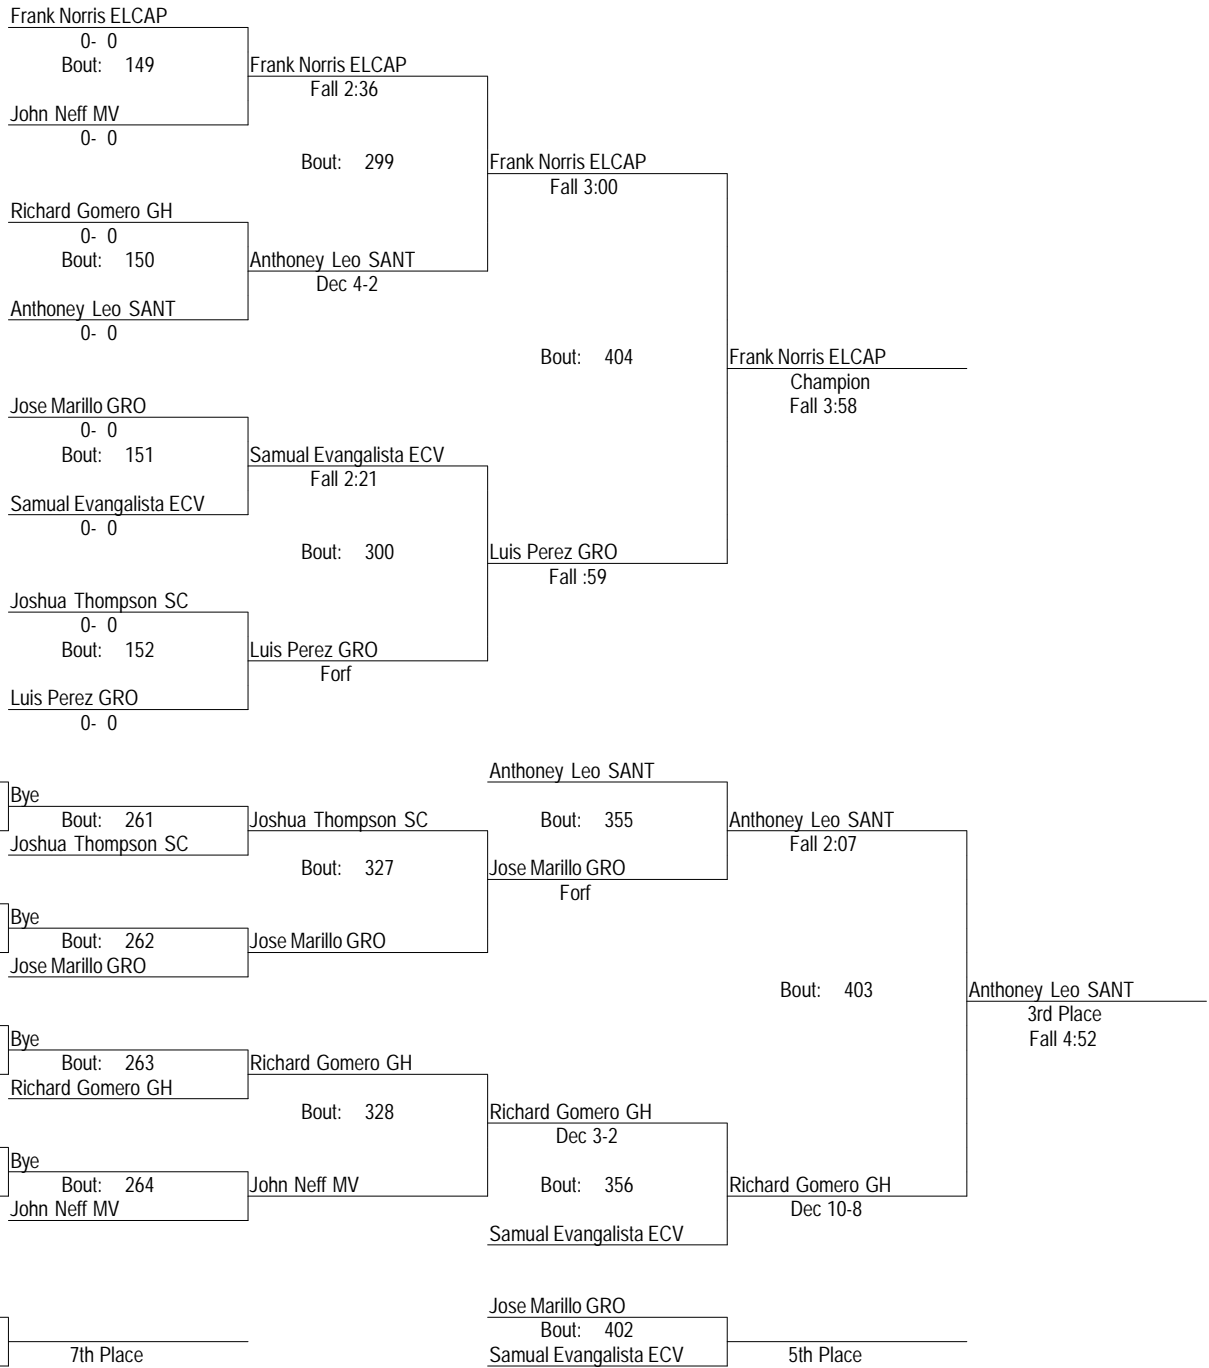 Frank Norris ELCAP
0- 0
Bout: 149
Frank Norris ELCAP
Fall 2:36
John Neff MV
0- 0
Bout: 299
Frank Norris ELCAP
Fall 3:00
Richard Gomero GH
0- 0
Bout: 150
Anthoney Leo SANT
Dec 4-2
Anthoney Leo SANT
0- 0
Bout: 404
Frank Norris ELCAP
Champion
Fall 3:58
Jose Marillo GRO
0- 0
Bout: 151
Samual Evangalista ECV
Fall 2:21
Samual Evangalista ECV
0- 0
Bout: 300
Luis Perez GRO
Fall :59
Joshua Thompson SC
0- 0
Bout: 152
Luis Perez GRO
Forf
Luis Perez GRO
0- 0
Anthoney Leo SANT
Bye
Bout: 261
Joshua Thompson SC
Joshua Thompson SC
Bout: 355
Anthoney Leo SANT
Fall 2:07
Bout: 327
Jose Marillo GRO
Forf
Bye
Bout: 262
Jose Marillo GRO
Jose Marillo GRO
Bout: 403
Anthoney Leo SANT
3rd Place
Fall 4:52
Bye
Bout: 263
Richard Gomero GH
Richard Gomero GH
Bout: 328
Richard Gomero GH
Dec 3-2
Bye
Bout: 264
John Neff MV
John Neff MV
Bout: 356
Richard Gomero GH
Dec 10-8
Samual Evangalista ECV
Jose Marillo GRO
Bout: 402
Samual Evangalista ECV
7th Place
5th Place